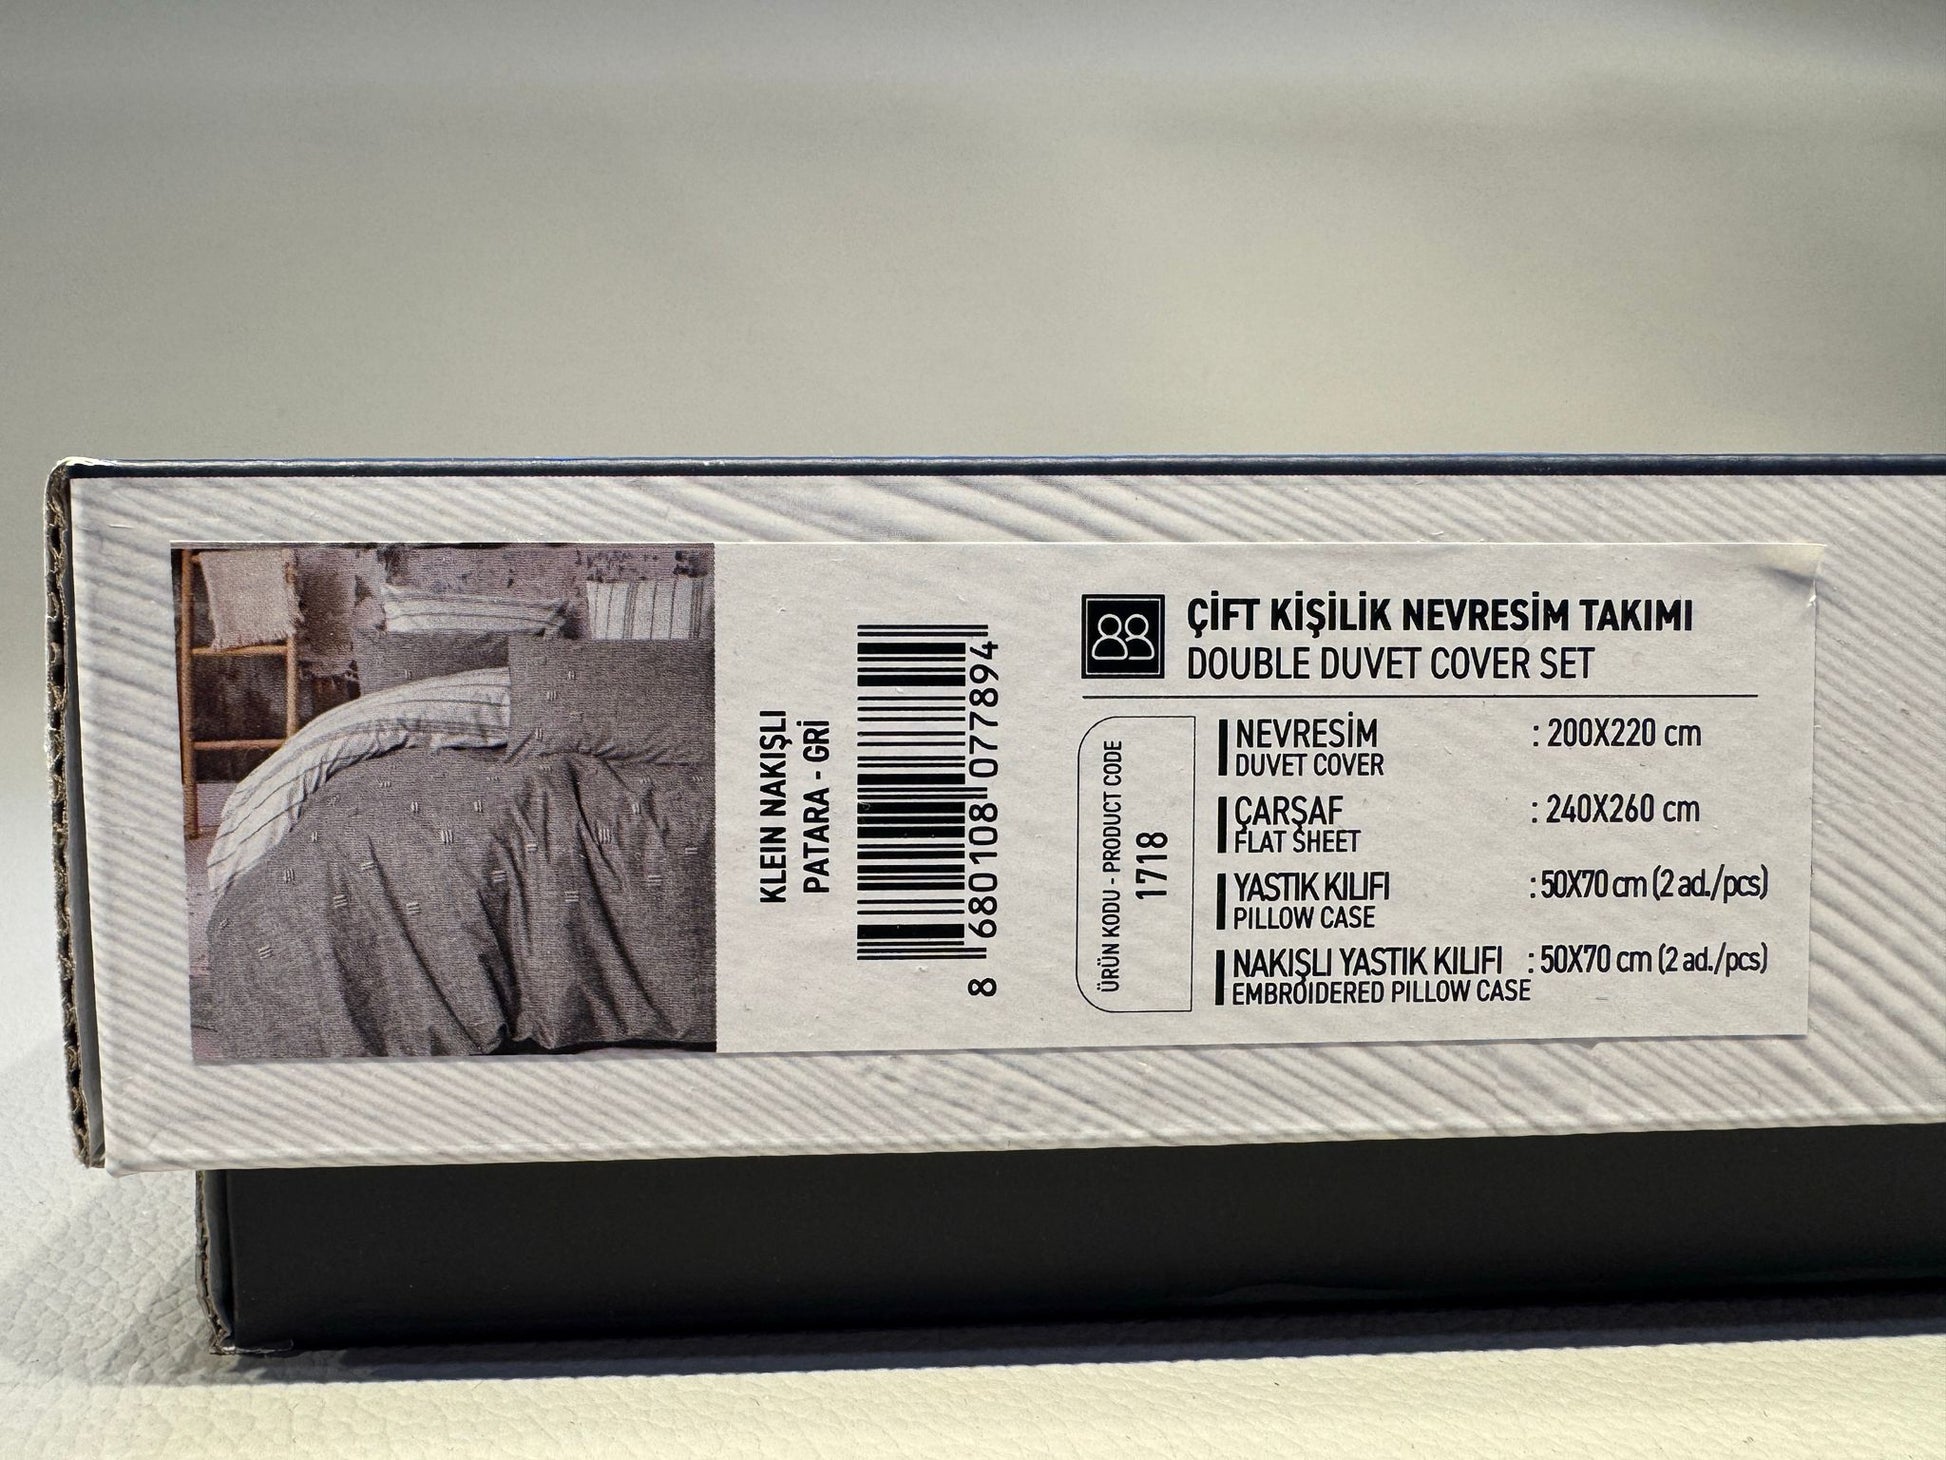 KLEIN NAKIŞLI
PATARA - GRİ
8 680108 077894
ÇİFT KİŞİLİK NEVRESİM TAKIMI
DOUBLE DUVET COVER SET
ÜRÜN KODU - PRODUCT CODE
1718
NEVRESİM : 200X220 cm
DUVET COVER
ÇARŞAF : 240X260 cm
FLAT SHEET
YASTIK KILIFI : 50X70 cm (2 ad./pcs)
PILLOW CASE
NAKIŞLI YASTIK KILIFI : 50X70 cm (2 ad./pcs)
EMBROIDERED PILLOW CASE